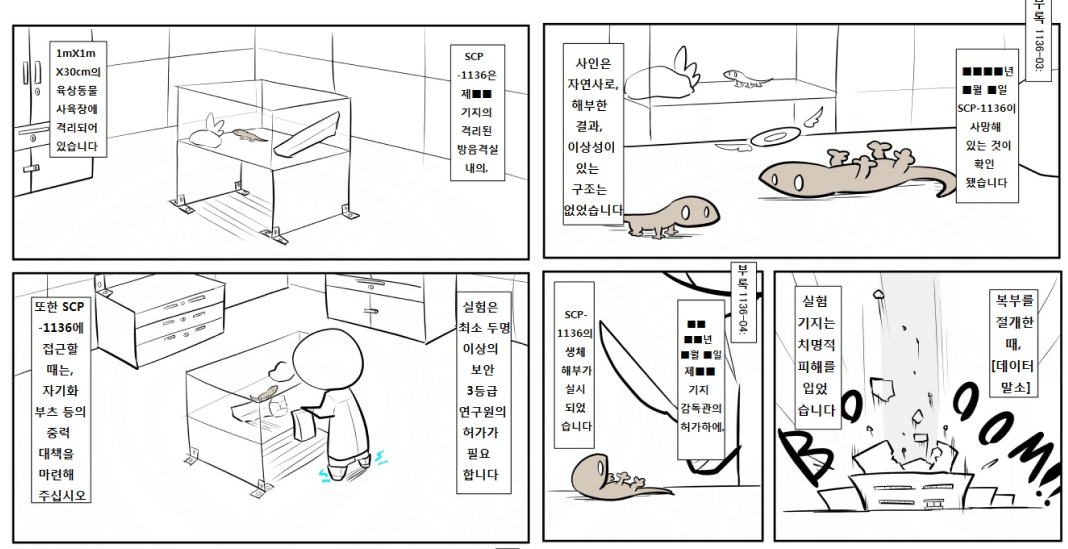 SCP
-1136은
제■■
기지의
격리된
방음격실
내의,
1mX1m
X30cm의
육상동물
사육장에
격리되어
있습니다
실험은
최소 두명
이상의
보안
3등급
연구원의
허가가
필요
합니다
또한 SCP
-1136에
접근할
때는,
자기화
부츠 등의
중력
대책을
마련해
주십시오
부록 1136-03:
■■■■년
■월 ■일
SCP-1136이
사망해
있는 것이
확인
됐습니다
사인은
자연사로,
해부한
결과,
이상성이
있는
구조는
없었습니다
부록 1136-04:
■■
■■년
■월 ■일
제■■
기지
감독관의
허가하에,
SCP-
1136의
생체
해부가
실시
되었
습니다
복부를
절개한
때,
[데이터
말소]
실험
기지는
치명적
피해를
입었
습니다
BOOOM!!